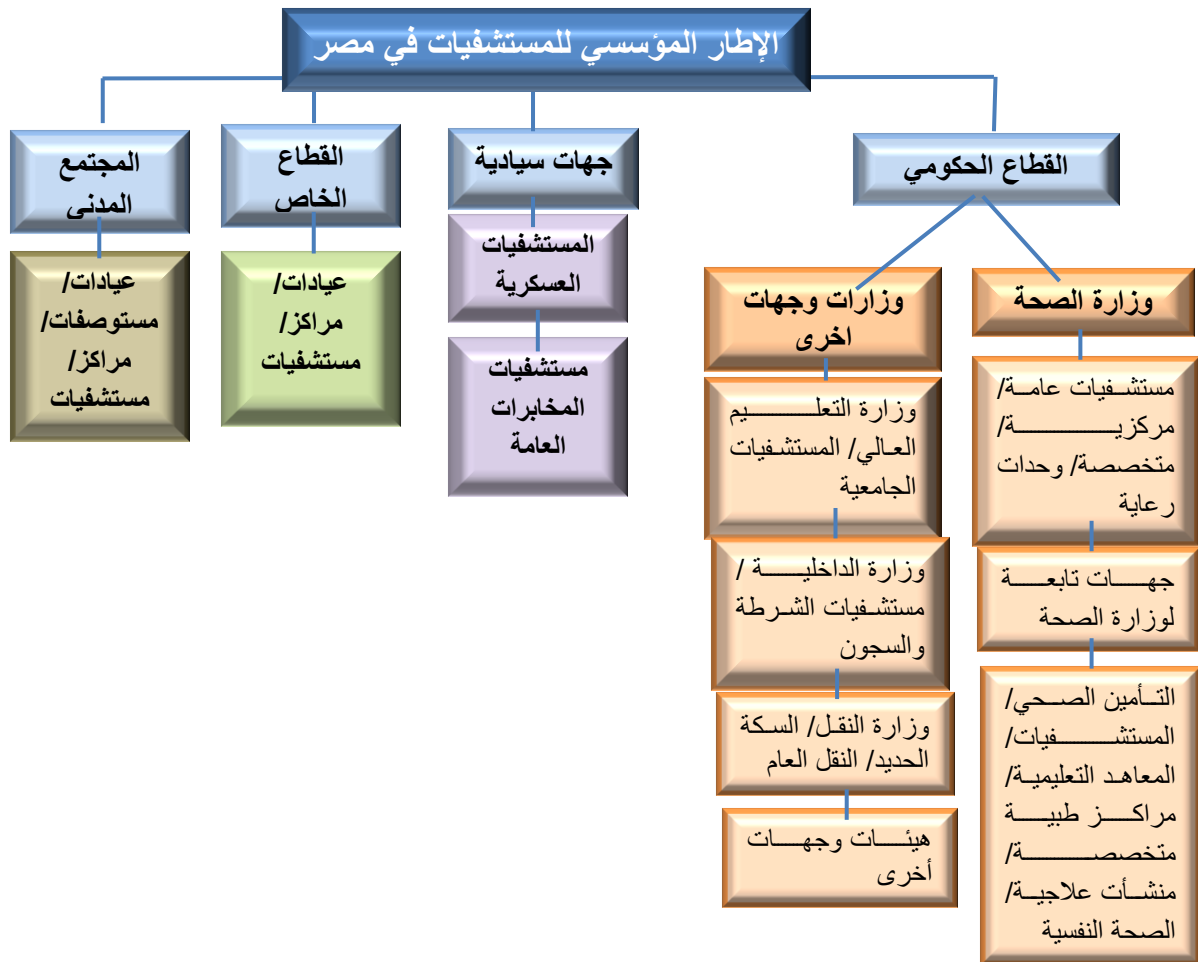 الإطار المؤسسي للمستشفيات في مصر
القطاع الحكومي
وزارة الصحة
مستشفيات عامة/
مركزية/
متخصصة/ وحدات
رعاية
جهات تابعة
لوزارة الصحة
التأمين الصحي/
المستشفيات/
المعاهد التعليمية/
مراكز طبية
متخصصة/
منشأت علاجية/
الصحة النفسية
وزارات وجهات
اخرى
وزارة التعليم
العالي/ المستشفيات
الجامعية
وزارة الداخلية /
مستشفيات الشرطة
والسجون
وزارة النقل/ السكة
الحديد/ النقل العام
هيئات وجهات
أخرى
جهات سيادية
المستشفيات
العسكرية
مستشفيات
المخابرات
العامة
القطاع
الخاص
عيادات/
مراكز/
مستشفيات
المجتمع
المدنى
عيادات/
مستوصفات/
مراكز/
مستشفيات